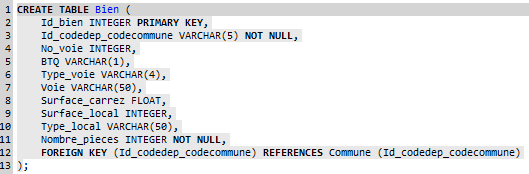 1 CREATE TABLE Bien (
2 Id_bien INTEGER PRIMARY KEY,
3 Id_codedep_codecommune VARCHAR(5) NOT NULL,
4 No_voie INTEGER,
5 BTQ VARCHAR(1),
6 Type_voie VARCHAR(4),
7 Voie VARCHAR(50),
8 Surface_carrez FLOAT,
9 Surface_local INTEGER,
10 Type_local VARCHAR(50),
11 Nombre_pieces INTEGER NOT NULL,
12 FOREIGN KEY (Id_codedep_codecommune) REFERENCES Commune (Id_codedep_codecommune)
13 );